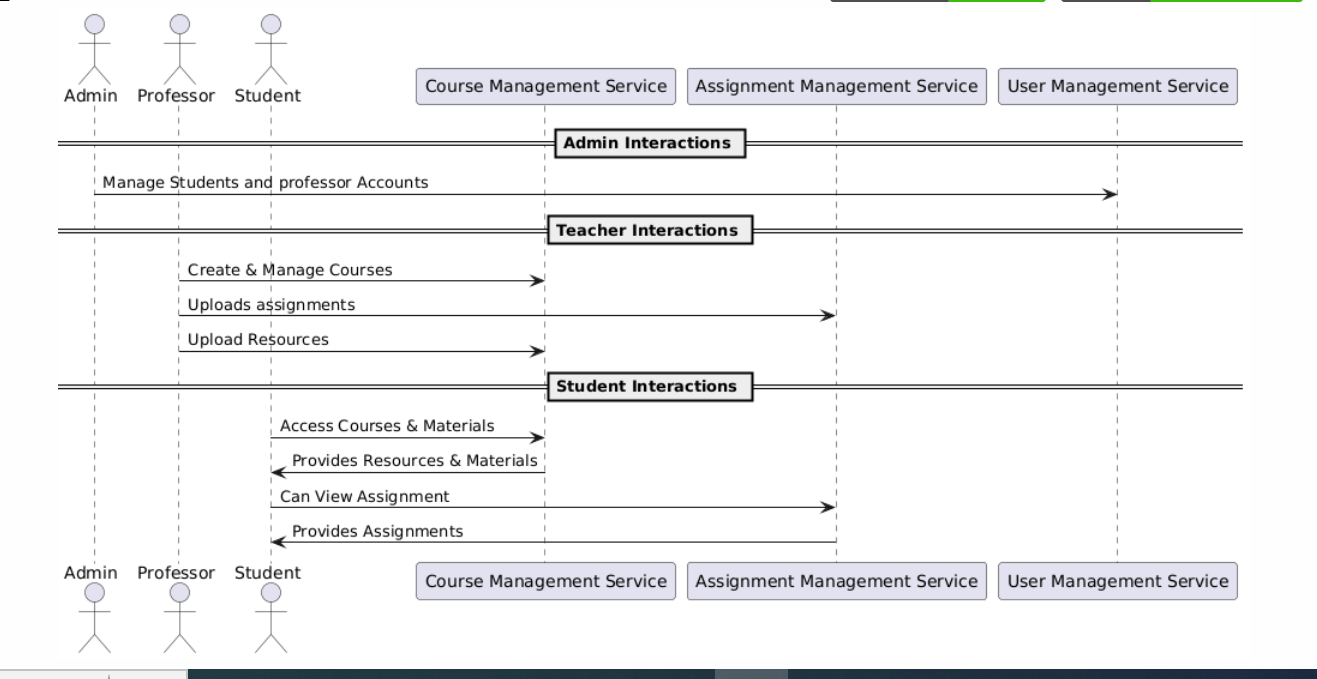 Admin Professor Student
Course Management Service Assignment Management Service User Management Service
Admin Interactions
Manage Students and professor Accounts
Teacher Interactions
Create & Manage Courses
Uploads assignments
Upload Resources
Student Interactions
Access Courses & Materials
Provides Resources & Materials
Can View Assignment
Provides Assignments
Admin Professor Student
Course Management Service Assignment Management Service User Management Service